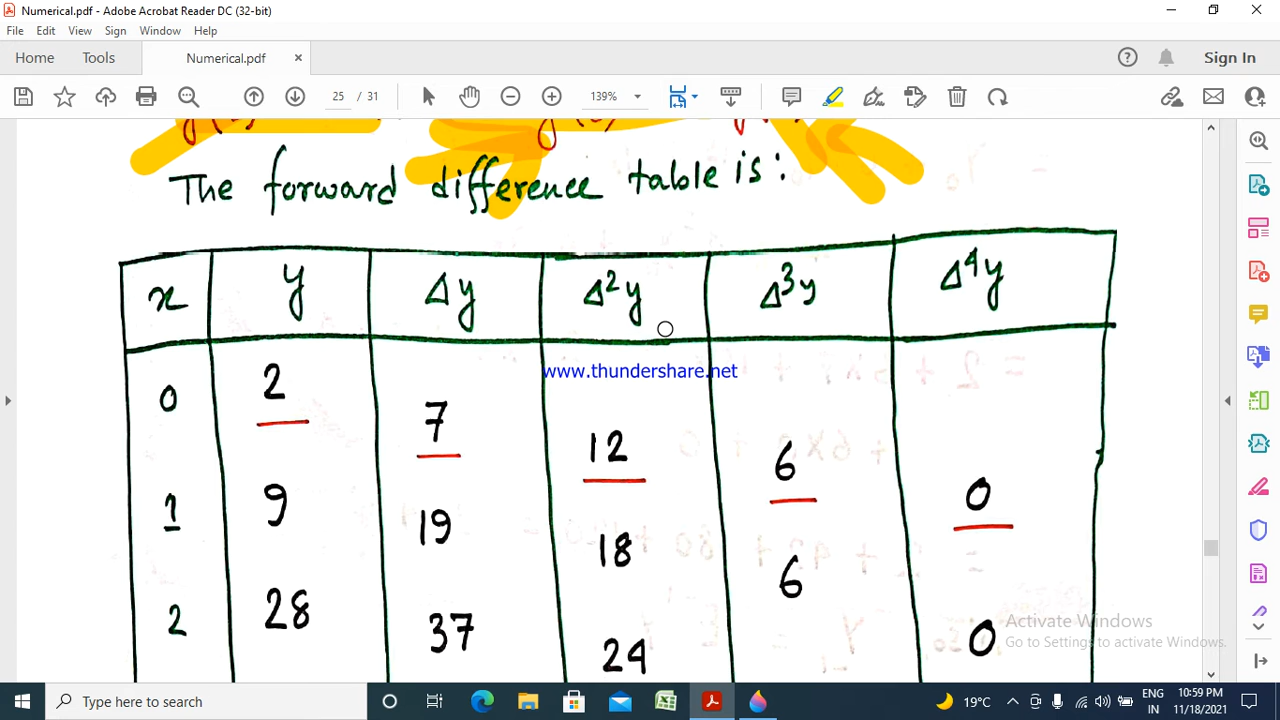 Numerical.pdf - Adobe Acrobat Reader DC (32-bit)
File Edit View Sign Window Help
Home Tools Numerical.pdf × Sign In
25 / 31 139%
The forward difference table is:
x y Δy Δ²y Δ³y Δ⁴y
www.thundershare.net
0 2
7
12
6
0
1 9
19
18
6
0
2 28
37
24
Activate Windows
Go to Settings to activate Windows.
Type here to search
19°C
ENG
IN
10:59 PM
11/18/2021